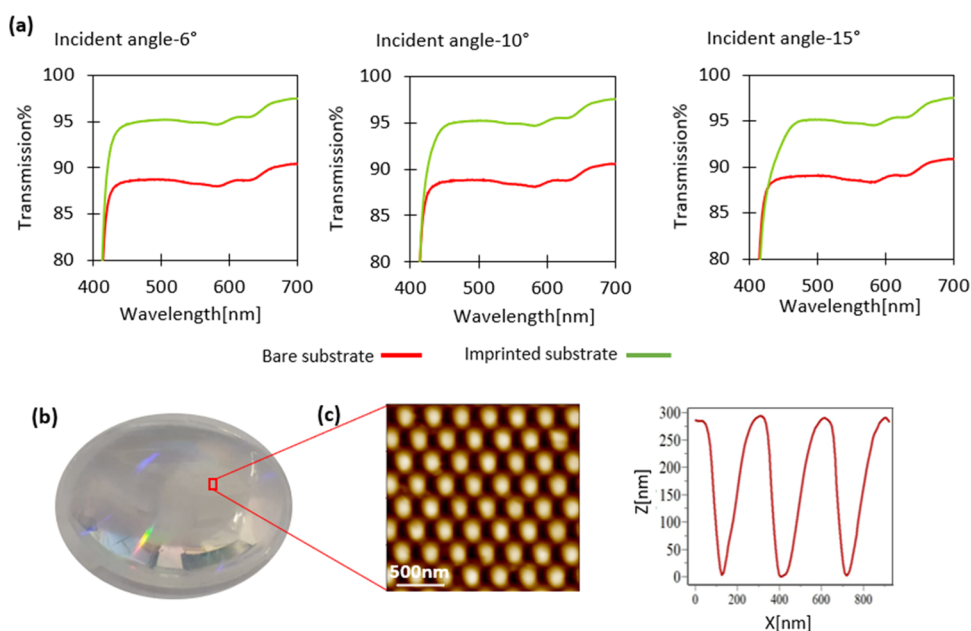 (a)
Incident angle-6°
Incident angle-10°
Incident angle-15°
Transmission%
100
95
90
85
80
400 500 600 700
Wavelength[nm]
Transmission%
100
95
90
85
80
400 500 600 700
Wavelength[nm]
Transmission%
100
95
90
85
80
400 500 600 700
Wavelength[nm]
Bare substrate
Imprinted substrate
(b)
(c)
500nm
Z[nm]
300
250
200
150
100
50
0
0 200 400 600 800
X[nm]